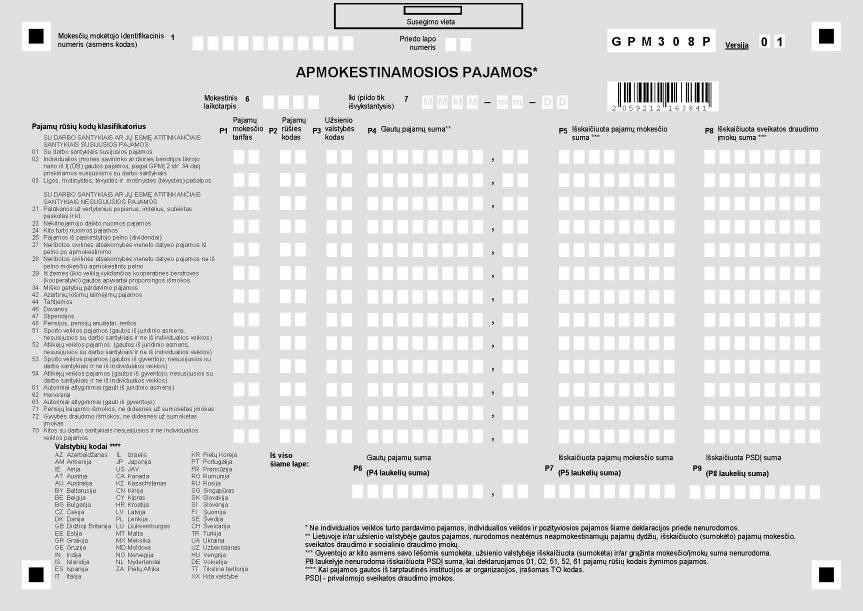 Susegimo vieta
Mokesčių mokėtojo identifikacinis
numeris (asmens kodas)
1
Priedo lapo
numeris
GPM308P
Versija
01
APMOKESTINAMOSIOS PAJAMOS*
Mokestinis
laikotarpis
6
Iki (pildo tik
išvykstantysis)
7
MMMM – mm – DD
2059212 163841
Pajamų rūšių kodų klasifikatorius
P1
Pajamų
mokesčio
tarifas
P2
Pajamų
rūšies
kodas
P3
Užsienio
valstybės
kodas
P4 Gautų pajamų suma**
P5 Išskaičiuota pajamų mokesčio
suma ***
P8 Išskaičiuota sveikatos draudimo
įmokų suma ***
SU DARBO SANTYKIAIS AR JŲ ESMĘ ATITINKANČIAIS
SANTYKIAIS SUSIJUSIOS PAJAMOS
01 Su darbo santykiais susijusios pajamos
02 Individualios įmonės savininko ar ūkinės bendrijos tikrojo
nario iš IĮ (ŪB) gautos pajamos, pagal GPMĮ 2 str. 34 dalį
priskiriamos susijusioms su darbo santykiais
03 Ligos, motinystės, tėvystės ir motinystės (tėvystės) pašalpos
SU DARBO SANTYKIAIS AR JŲ ESMĘ ATITINKANČIAIS
SANTYKIAIS NESUSIJUSIOS PAJAMOS
21 Palūkanos už vertybinius popierius, indėlius, suteiktas
paskolas ir kt.
23 Nekilnojamojo daikto nuomos pajamos
24 Kito turto nuomos pajamos
26 Pajamos iš paskirstytojo pelno (dividendai)
27 Neribotos civilinės atsakomybės vieneto dalyvio pajamos iš
pelno po apmokestinimo
28 Neribotos civilinės atsakomybės vieneto dalyvio pajamos ne iš
pelno mokesčiu apmokestinto pelno
29 Iš žemės ūkio veiklą vykdančios kooperatinės bendrovės
(kooperatyvo) gautos apyvartai proporcingos išmokos
34 Miško gėrybių pardavimo pajamos
42 Azartinių lošimų laimėjimų pajamos
44 Tantjemos
46 Dovanos
47 Stipendijos
48 Pensijos, pensijų anuitetai, rentos
51 Sporto veiklos pajamos (gautos iš juridinio asmens,
nesusijusios su darbo santykiais ir ne iš individualios veiklos)
52 Atlikėjų veiklos pajamos (gautos iš juridinio asmens,
nesusijusios su darbo santykiais ir ne iš individualios veiklos)
53 Sporto veiklos pajamos (gautos iš gyventojo, nesusijusios su
darbo santykiais ir ne iš individualios veiklos)
54 Atlikėjų veiklos pajamos (gautos iš gyventojo, nesusijusios su
darbo santykiais ir ne iš individualios veiklos)
61 Autoriniai atlyginimai (gauti iš juridinio asmens)
62 Honorarai
63 Autoriniai atlyginimai (gauti iš gyventojo)
71 Pensijų kaupimo išmokos, ne didesnės už sumokėtas įmokas
72 Gyvybės draudimo išmokos, ne didesnės už sumokėtas
įmokas
70 Kitos su darbo santykiais nesusijusios ir ne individualios
veiklos pajamos
Valstybių kodai ****
AZ Azerbaidžanas IL Izraelis KR Pietų Korėja
AM Armėnija JP Japonija PT Portugalija
IE Airija US JAV FR Prancūzija
AT Austrija CA Kanada RO Rumunija
AU Australija KZ Kazachstanas RU Rusija
BY Baltarusija CN Kinija SG Singapūras
BE Belgija CY Kipras SK Slovakija
BG Bulgarija HR Kroatija SI Slovėnija
CZ Čekija LV Latvija FI Suomija
DK Danija PL Lenkija SE Švedija
GB Didžioji Britanija LU Liuksemburgas CH Šveicarija
EE Estija MT Malta TR Turkija
GR Graikija MX Meksika UA Ukraina
GE Gruzija MD Moldova UZ Uzbekistanas
IN Indija NO Norvegija HU Vengrija
IS Islandija NL Nyderlandai DE Vokietija
ES Ispanija ZA Pietų Afrika TT Tikslinė teritorija
IT Italija XX Kita valstybė
Iš viso
šiame lape:
Gautų pajamų suma
P6 (P4 laukelių suma)
Išskaičiuota pajamų mokesčio suma
P7 (P5 laukelių suma)
Išskaičiuota PSDĮ suma
P9 (P8 laukelių suma)
* Ne individualios veiklos turto pardavimo pajamos, individualios veiklos ir pozityviosios pajamos šiame deklaracijos priede nenurodomos.
** Lietuvoje ir/ar užsienio valstybėje gautos pajamos, nurodomos neatėmus neapmokestinamųjų pajamų dydžių, išskaičiuoto (sumokėto) pajamų mokesčio,
sveikatos draudimo ir socialinio draudimo įmokų.
*** Gyventojo ar kito asmens savo lėšomis sumokėta, užsienio valstybėje išskaičiuota (sumokėta) ir/ar grąžinta mokesčio/įmokų suma nenurodoma.
P8 laukelyje nenurodoma išskaičiuota PSDĮ suma, kai deklaruojamos 01, 02, 51, 52, 61 pajamų rūšių kodais žymimos pajamos.
**** Kai pajamos gautos iš tarptautinės institucijos ar organizacijos, įrašomas TO kodas.
PSDĮ - privalomojo sveikatos draudimo įmokos.